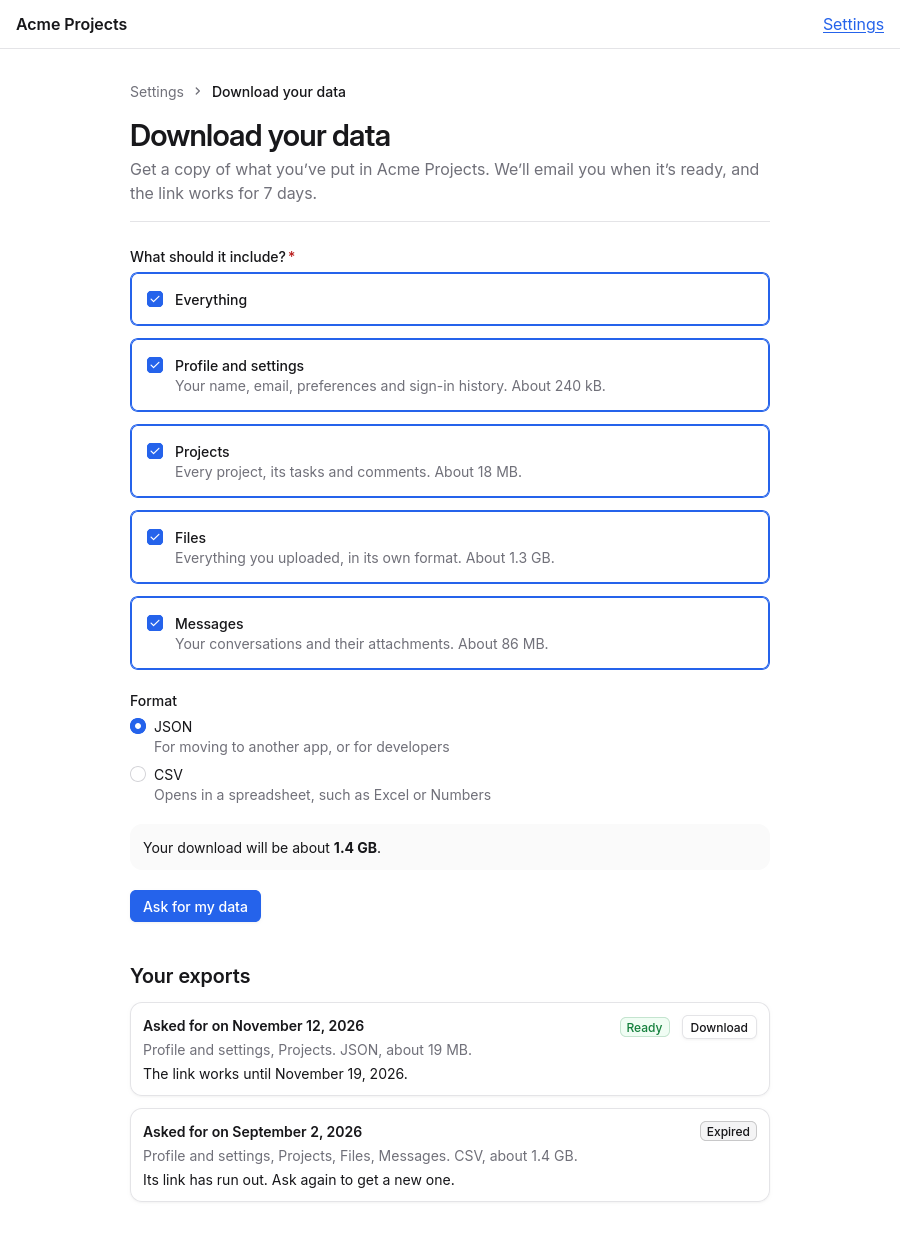 Acme Projects
Settings
Settings
Download your data
Download your data
Get a copy of what you’ve put in Acme Projects. We’ll email you when it’s ready, and
the link works for 7 days.
What should it include?*
Everything
Profile and settings
Your name, email, preferences and sign-in history. About 240 kB.
Projects
Every project, its tasks and comments. About 18 MB.
Files
Everything you uploaded, in its own format. About 1.3 GB.
Messages
Your conversations and their attachments. About 86 MB.
Format
JSON
For moving to another app, or for developers
CSV
Opens in a spreadsheet, such as Excel or Numbers
Your download will be about 1.4 GB.
Ask for my data
Your exports
Asked for on November 12, 2026
Ready
Download
Profile and settings, Projects. JSON, about 19 MB.
The link works until November 19, 2026.
Asked for on September 2, 2026
Expired
Profile and settings, Projects, Files, Messages. CSV, about 1.4 GB.
Its link has run out. Ask again to get a new one.